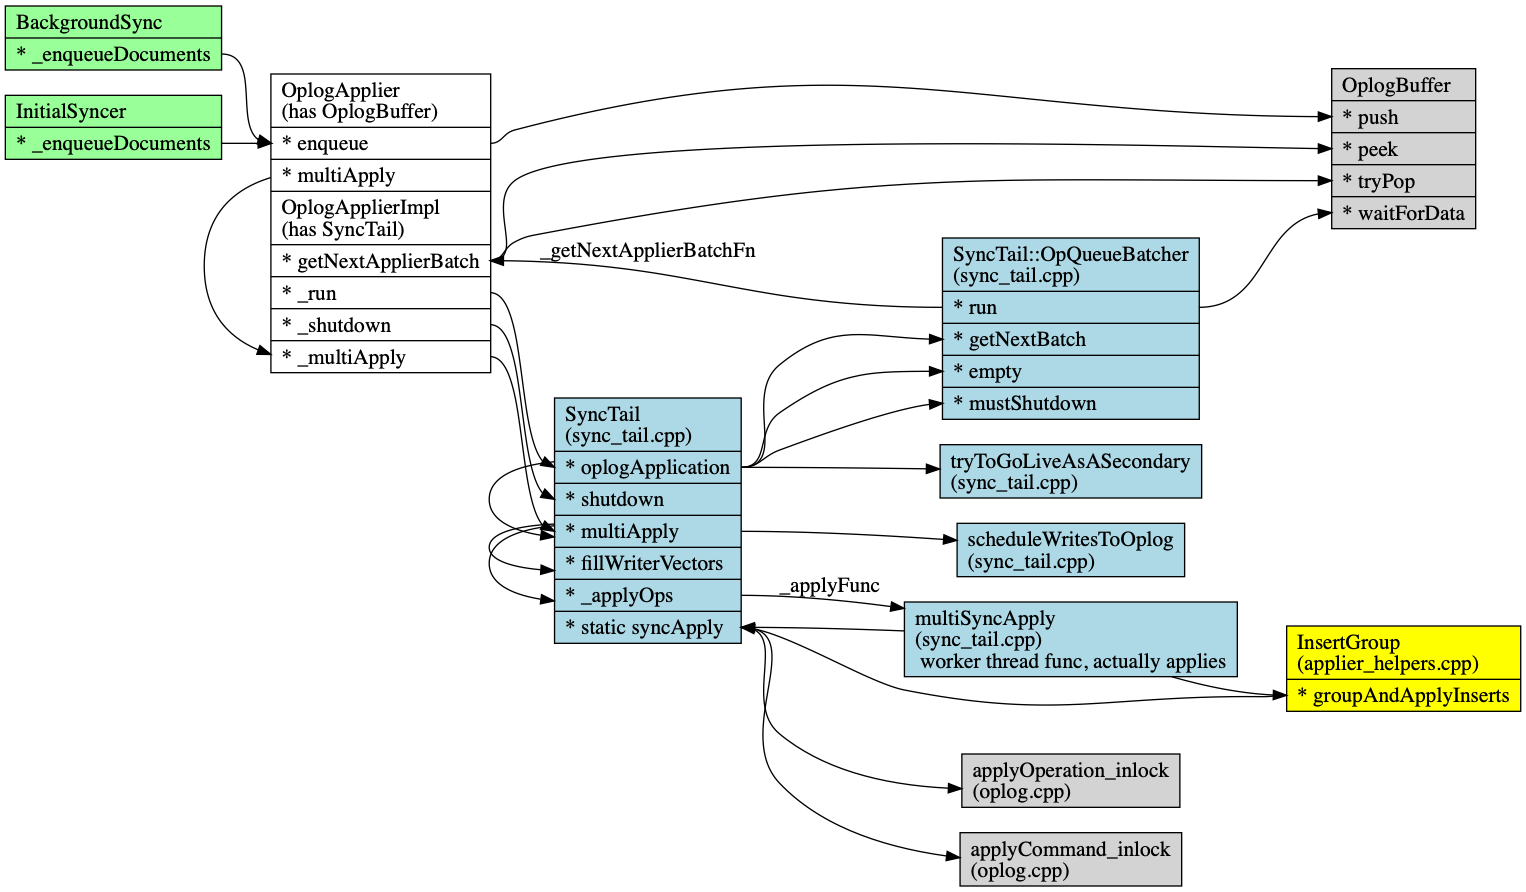 BackgroundSync
* _enqueueDocuments
InitialSyncer
* _enqueueDocuments
OplogApplier
(has OplogBuffer)
* enqueue
* multiApply
OplogApplierImpl
(has SyncTail)
* getNextApplierBatch
* _run
* _shutdown
* _multiApply
OplogBuffer
* push
* peek
* tryPop
* waitForData
_getNextApplierBatchFn
SyncTail::OpQueueBatcher
(sync_tail.cpp)
* run
* getNextBatch
* empty
* mustShutdown
SyncTail
(sync_tail.cpp)
* oplogApplication
* shutdown
* multiApply
* fillWriterVectors
* _applyOps
* static syncApply
tryToGoLiveAsASecondary
(sync_tail.cpp)
scheduleWritesToOplog
(sync_tail.cpp)
_applyFunc
multiSyncApply
(sync_tail.cpp)
worker thread func, actually applies
InsertGroup
(applier_helpers.cpp)
* groupAndApplyInserts
applyOperation_inlock
(oplog.cpp)
applyCommand_inlock
(oplog.cpp)